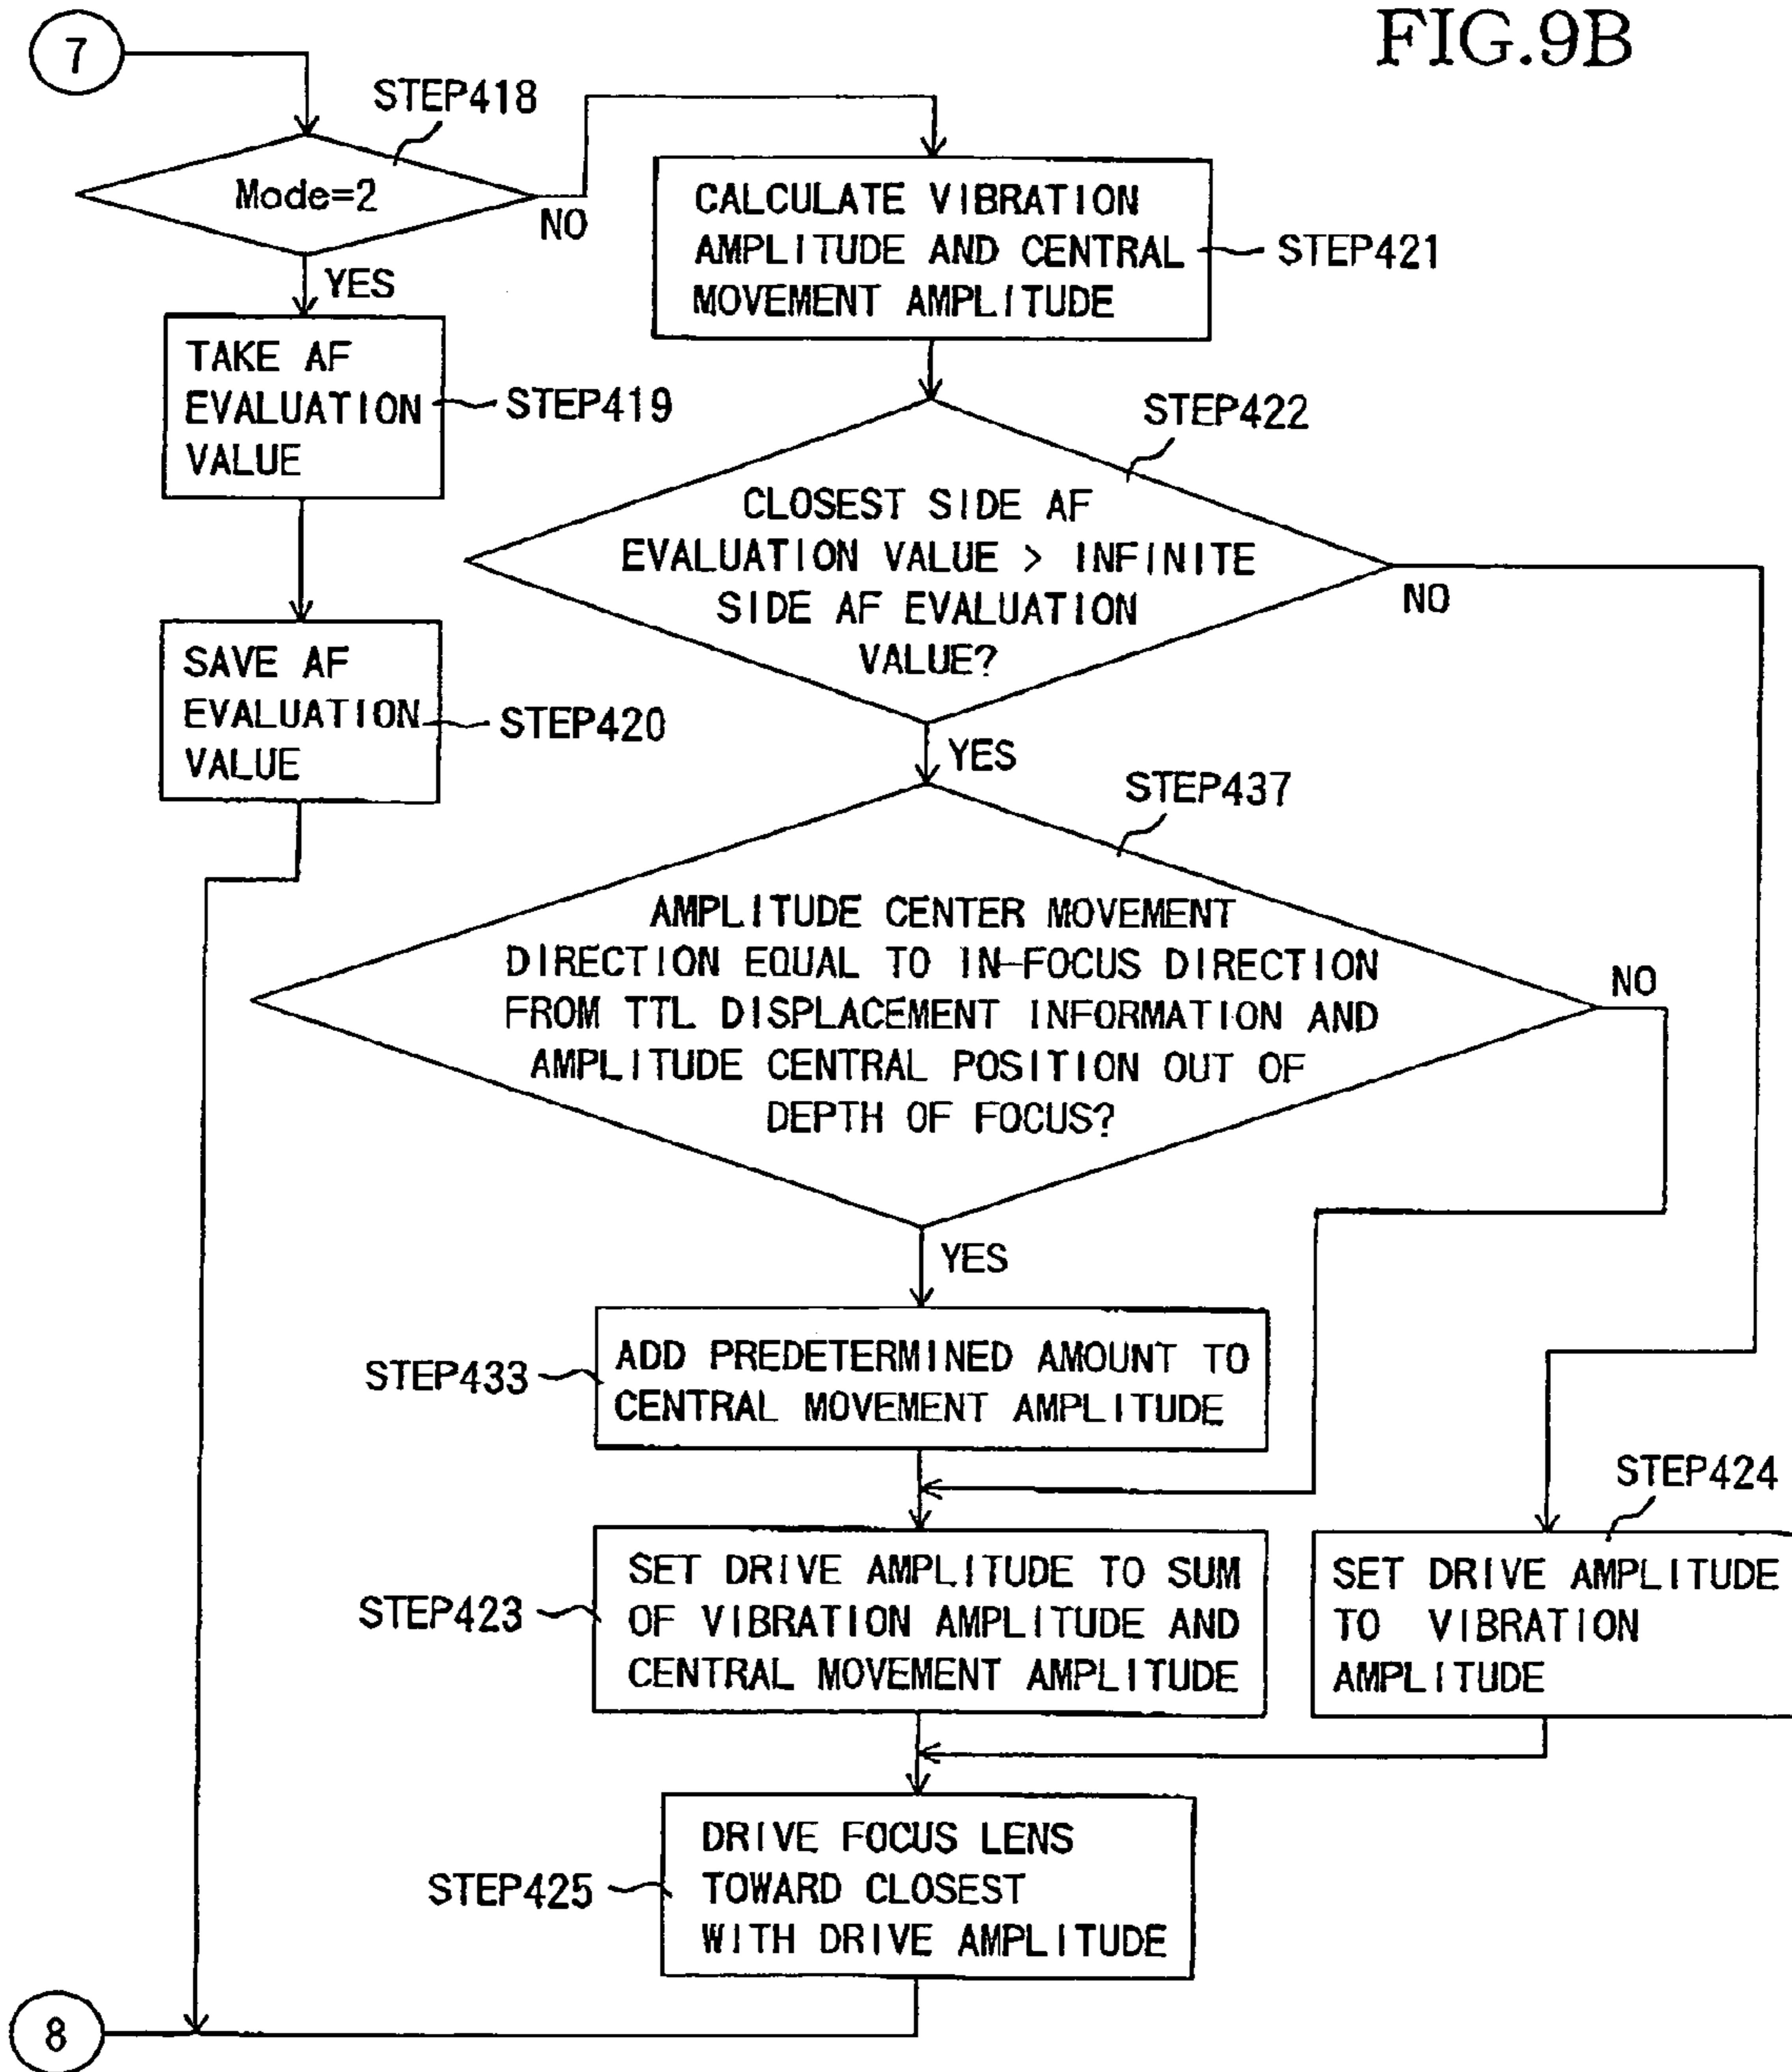 FIG.9B
7
STEP418
Mode=2
NO
YES
TAKE AF
EVALUATION
VALUE
STEP419
SAVE AF
EVALUATION
VALUE
STEP420
CALCULATE VIBRATION
AMPLITUDE AND CENTRAL
MOVEMENT AMPLITUDE
STEP421
STEP422
CLOSEST SIDE AF
EVALUATION VALUE > INFINITE
SIDE AF EVALUATION
VALUE?
NO
YES
STEP437
AMPLITUDE CENTER MOVEMENT
DIRECTION EQUAL TO IN-FOCUS DIRECTION
FROM TTL DISPLACEMENT INFORMATION AND
AMPLITUDE CENTRAL POSITION OUT OF
DEPTH OF FOCUS?
NO
YES
STEP433
ADD PREDETERMINED AMOUNT TO
CENTRAL MOVEMENT AMPLITUDE
STEP423
SET DRIVE AMPLITUDE TO SUM
OF VIBRATION AMPLITUDE AND
CENTRAL MOVEMENT AMPLITUDE
STEP424
SET DRIVE AMPLITUDE
TO VIBRATION
AMPLITUDE
STEP425
DRIVE FOCUS LENS
TOWARD CLOSEST
WITH DRIVE AMPLITUDE
8